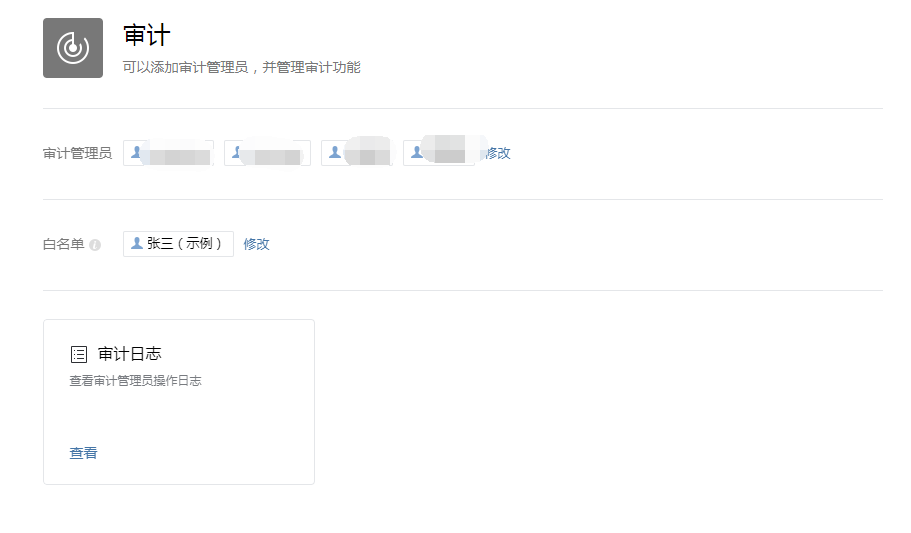 审计
可以添加审计管理员，并管理审计功能
审计管理员 修改
白名单 张三（示例） 修改
审计日志
查看审计管理员操作日志
查看